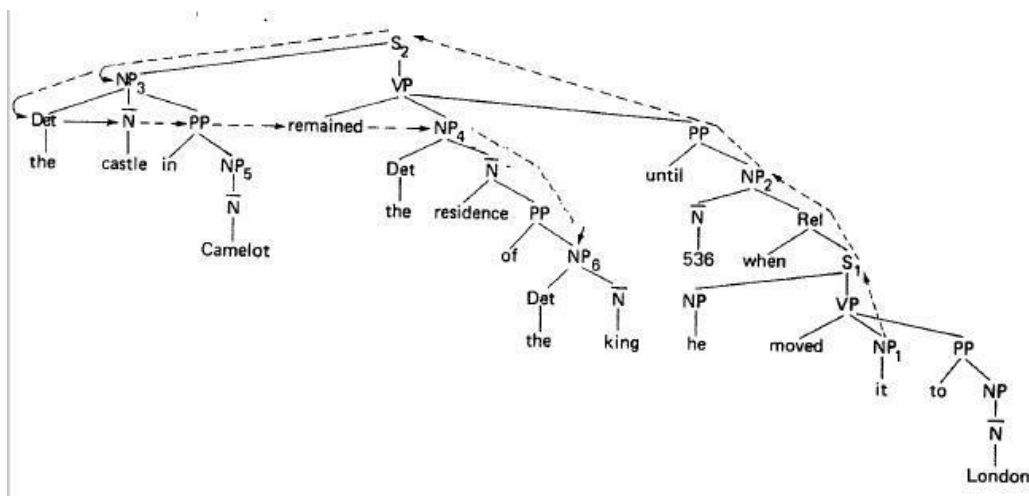 S2
NP3 VP
Det N̄ PP remained NP4 PP
the castle in NP5 Det N̄ until NP2
N̄ the residence PP N̄ Rel
Camelot of NP6 536 when S1
Det N̄ NP VP
the king he moved NP1 PP
it to NP
N̄
London